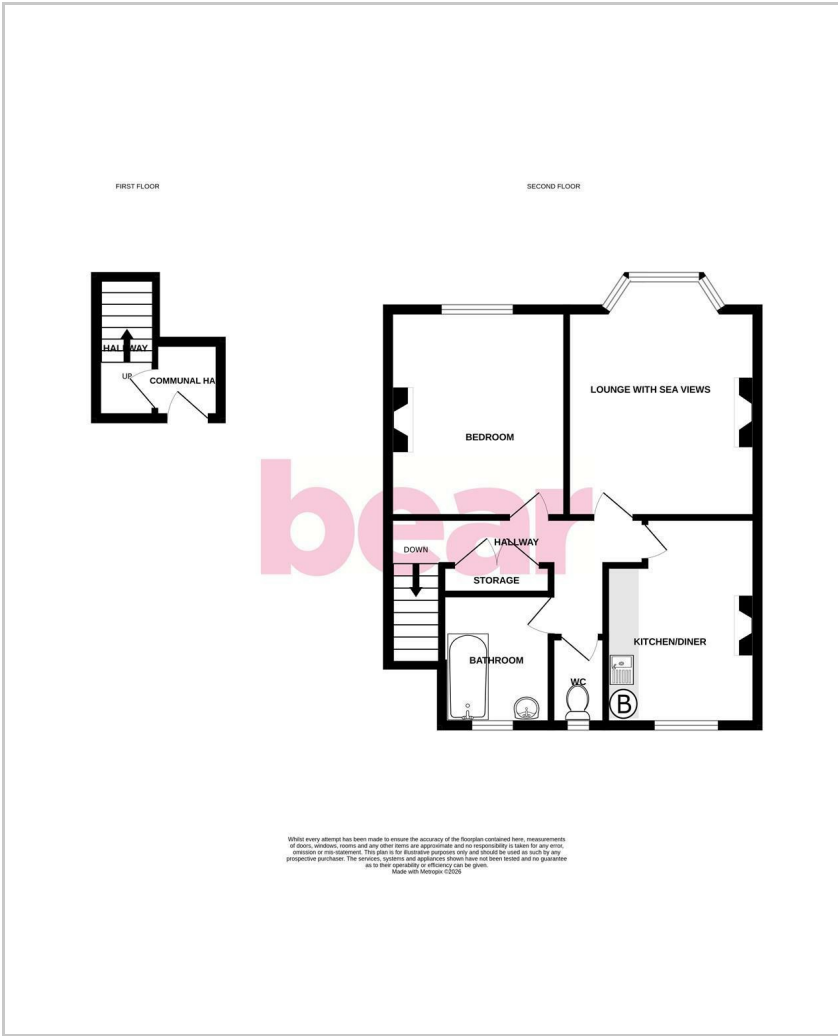 FIRST FLOOR
SECOND FLOOR
HALLWAY
UP
COMMUNAL HA
LOUNGE WITH SEA VIEWS
BEDROOM
bear
HALLWAY
DOWN
STORAGE
KITCHEN/DINER
BATHROOM
WC
B
Whilst every attempt has been made to ensure the accuracy of the floorplan contained here, measurements
of doors, windows, rooms and any other items are approximate and no responsibility is taken for any error,
omission or mis-statement. This plan is for illustrative purposes only and should be used as such by any
prospective purchaser. The services, systems and appliances shown have not been tested and no guarantee
as to their operability or efficiency can be given.
Made with Metropix ©2026